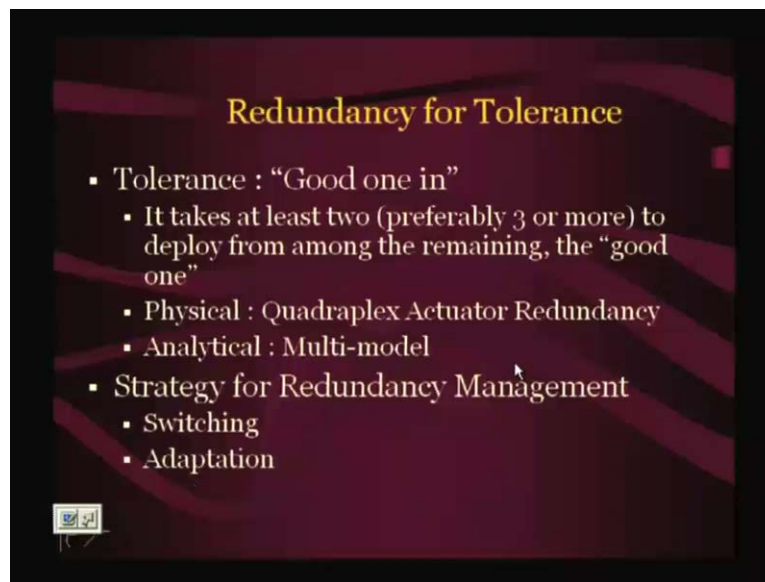 Redundancy for Tolerance
▪ Tolerance : “Good one in”
▪ It takes at least two (preferably 3 or more) to
deploy from among the remaining, the “good
one”
▪ Physical : Quadraplex Actuator Redundancy
▪ Analytical : Multi-model
▪ Strategy for Redundancy Management
▪ Switching
▪ Adaptation